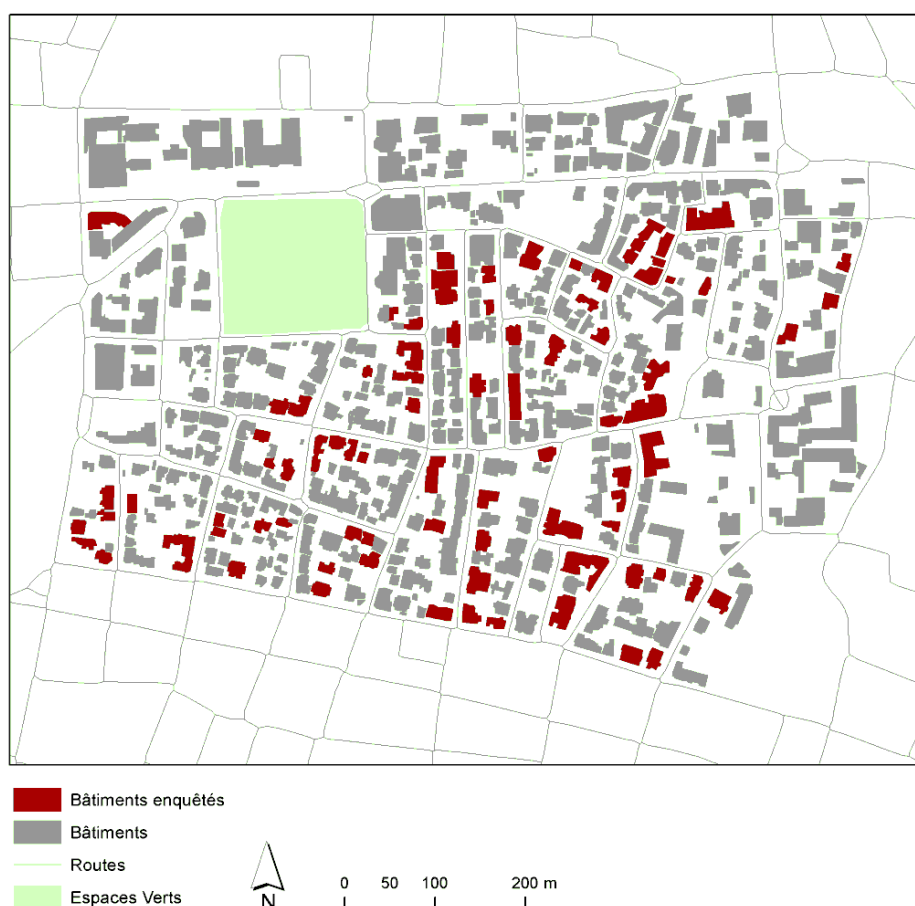 Bâtiments enquêtés
Bâtiments
Routes
Espaces Verts
N
0 50 100 200 m